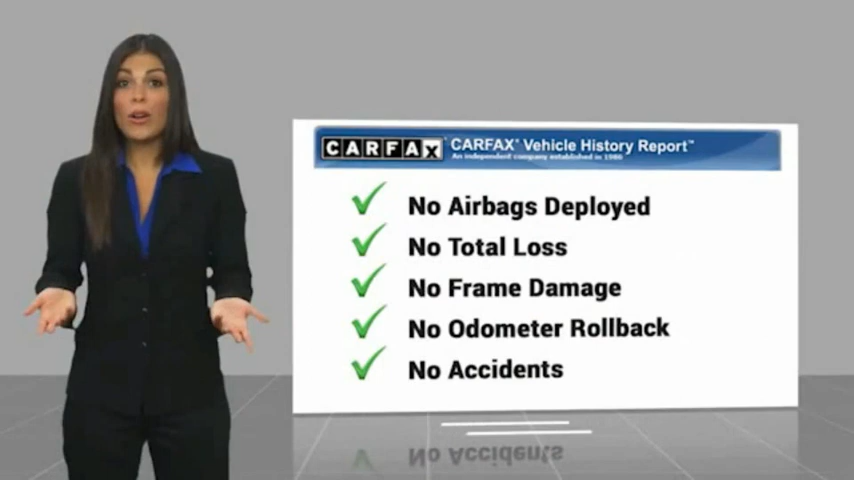 CARFAX CARFAX® Vehicle History Report™
An independent company established in 1986
No Airbags Deployed
No Total Loss
No Frame Damage
No Odometer Rollback
No Accidents
No Accidents